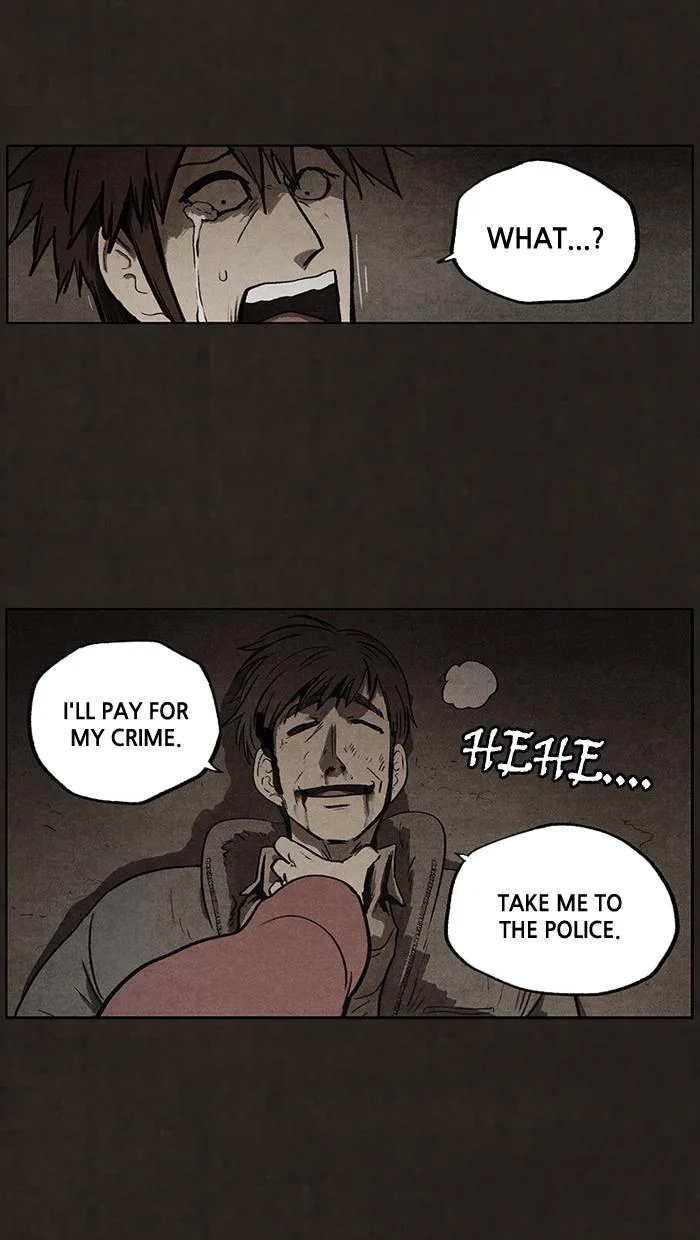 WHAT...?
I'LL PAY FOR
MY CRIME.
HEHE....
TAKE ME TO
THE POLICE.